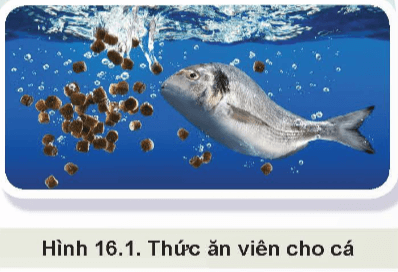 Hình 16.1. Thức ăn viên cho cá